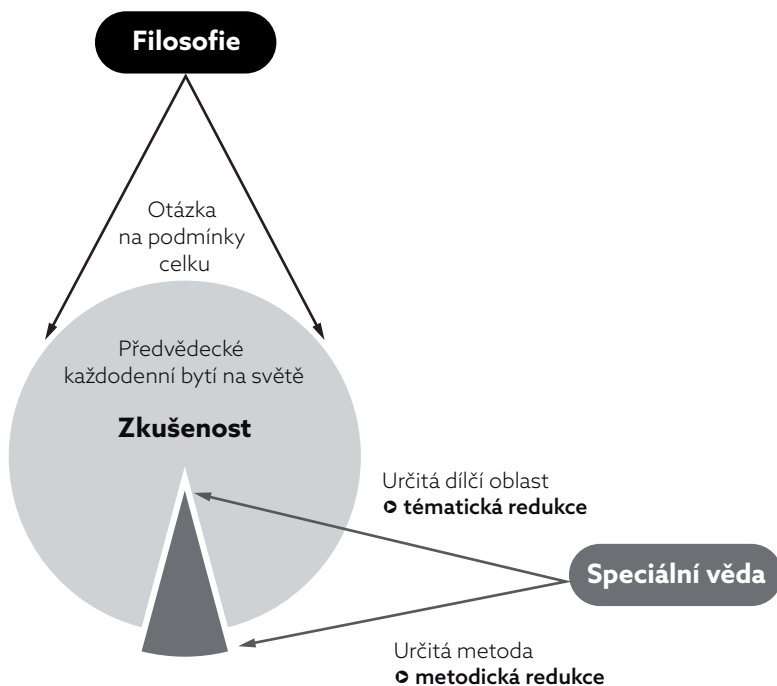 Filosofie
Otázka
na podmínky
celku
Předvědecké
každodenní bytí na světě
Zkušenost
Určitá dílčí oblast
tématická redukce
Speciální věda
Určitá metoda
metodická redukce